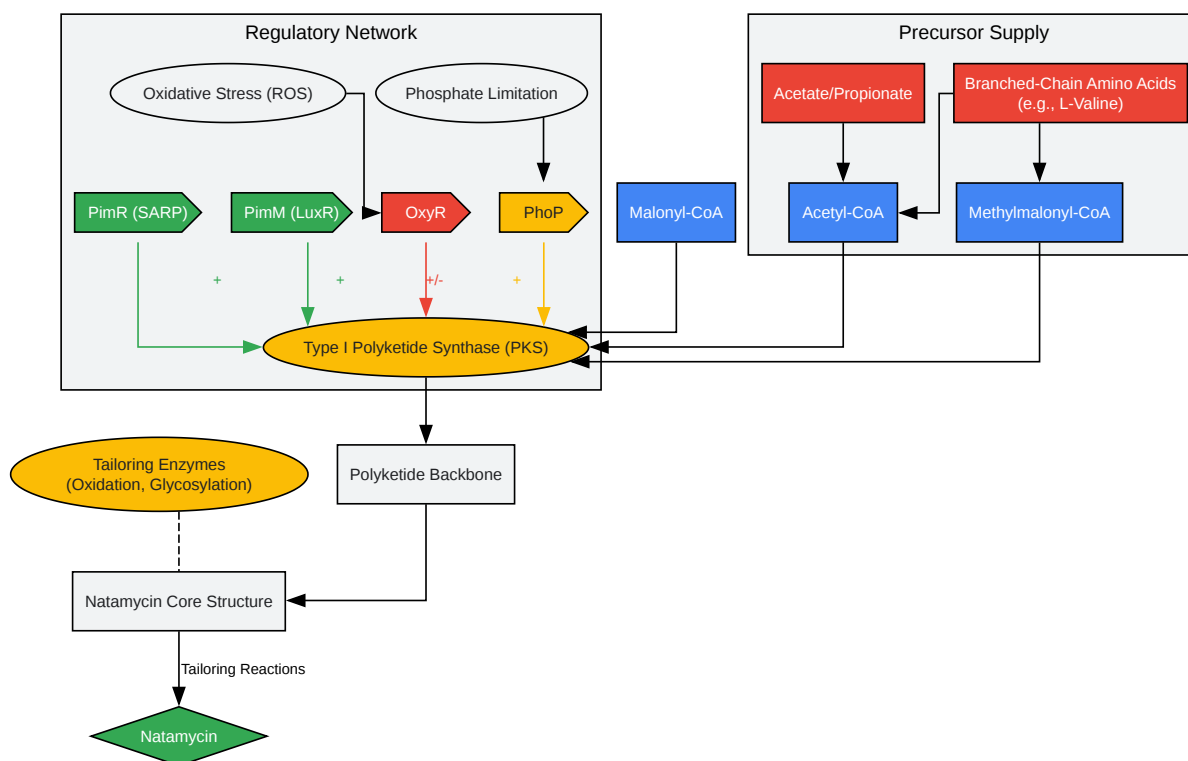 Regulatory Network
Precursor Supply
Oxidative Stress (ROS)
Phosphate Limitation
Acetate/Propionate
Branched-Chain Amino Acids
(e.g., L-Valine)
PimR (SARP)
PimM (LuxR)
OxyR
PhoP
Malonyl-CoA
Acetyl-CoA
Methylmalonyl-CoA
+
+
+/-
+
Type I Polyketide Synthase (PKS)
Tailoring Enzymes
(Oxidation, Glycosylation)
Polyketide Backbone
Natamycin Core Structure
Tailoring Reactions
Natamycin